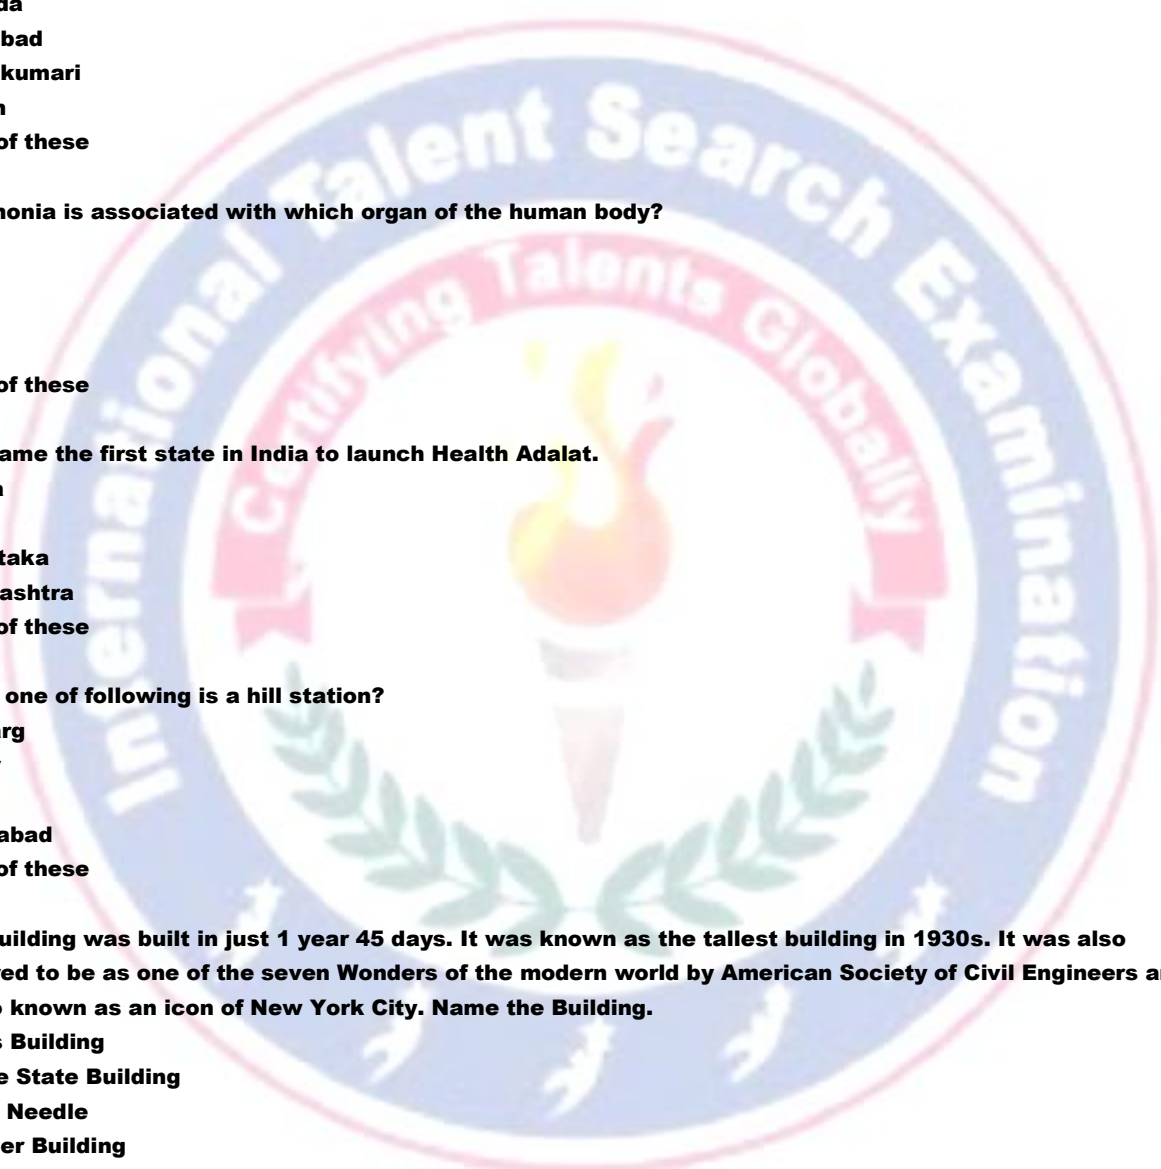 da
bad
kumari
n
of these
monia is associated with which organ of the human body?
of these
ame the first state in India to launch Health Adalat.
a
taka
ashtra
of these
one of following is a hill station?
arg
abad
of these
uilding was built in just 1 year 45 days. It was known as the tallest building in 1930s. It was also
ed to be as one of the seven Wonders of the modern world by American Society of Civil Engineers a
known as an icon of New York City. Name the Building.
s Building
e State Building
Needle
er Building
International Talent Search Examination
Certifying Talents Globally